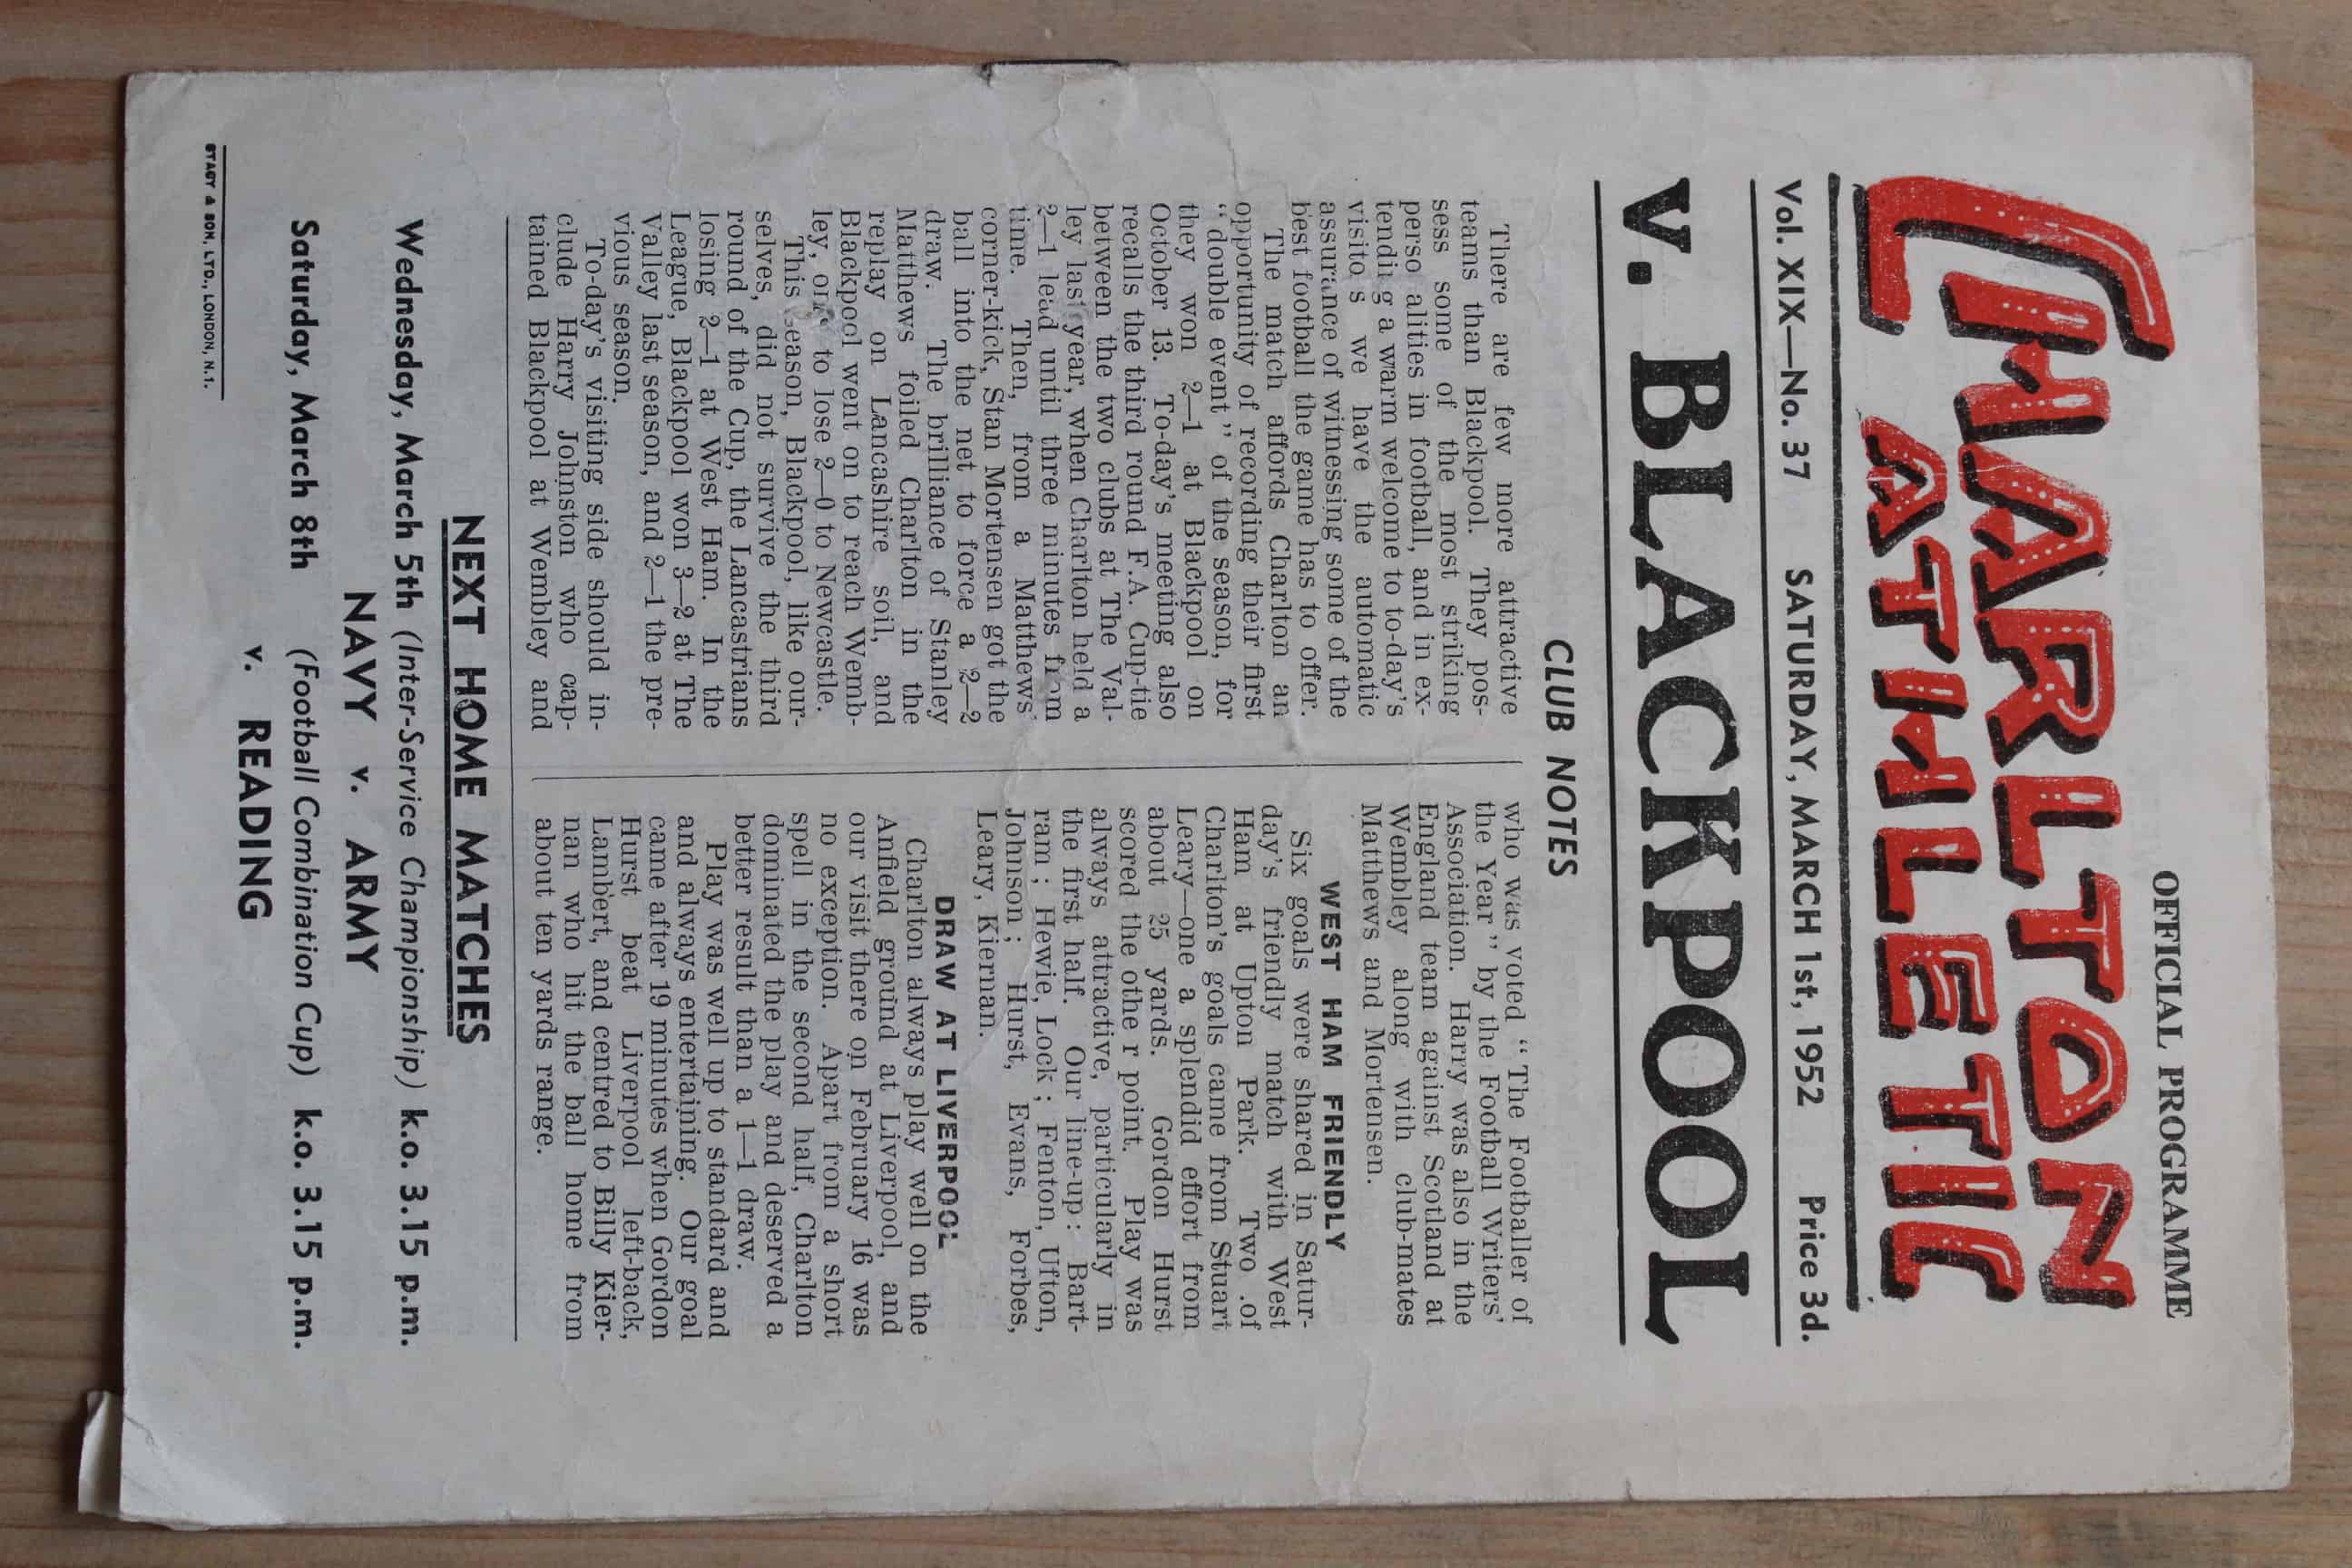 OFFICIAL PROGRAMME
CHARLTON
ATHLETIC
Vol. XIX—No. 37 SATURDAY, MARCH 1st, 1952 Price 3d.
v. BLACKPOOL
CLUB NOTES
There are few more attractive
teams than Blackpool. They pos-
sess some of the most striking
perso alities in football, and in ex-
tending a warm welcome to to-day's
visito s we have the automatic
assurance of witnessing some of the
best football the game has to offer.
The match affords Charlton an
opportunity of recording their first
“double event” of the season, for
they won 2—1 at Blackpool on
October 13. To-day's meeting also
recalls the third round F.A. Cup-tie
between the two clubs at The Val-
ley last year, when Charlton held a
2—1 lead until three minutes from
time. Then, from a Matthews'
corner-kick, Stan Mortensen got the
ball into the net to force a 2—2
draw. The brilliance of Stanley
Matthews foiled Charlton in the
replay on Lancashire soil, and
Blackpool went on to reach Wemb-
ley, only to lose 2—0 to Newcastle.
This season, Blackpool, like our-
selves, did not survive the third
round of the Cup, the Lancastrians
losing 2—1 at West Ham. In the
League, Blackpool won 3—2 at The
Valley last season, and 2—1 the pre-
vious season.
To-day's visiting side should in-
clude Harry Johnston who cap-
tained Blackpool at Wembley and
who was voted “The Footballer of
the Year” by the Football Writers'
Association. Harry was also in the
England team against Scotland at
Wembley along with club-mates
Matthews and Mortensen.
WEST HAM FRIENDLY
Six goals were shared in Satur-
day's friendly match with West
Ham at Upton Park. Two of
Charlton's goals came from Stuart
Leary—one a splendid effort from
about 25 yards. Gordon Hurst
scored the othe r point. Play was
always attractive, particularly in
the first half. Our line-up: Bart-
ram; Hewie, Lock; Fenton, Ufton,
Johnson; Hurst, Evans, Forbes,
Leary, Kiernan.
DRAW AT LIVERPOOL
Charlton always play well on the
Anfield ground at Liverpool, and
our visit there on February 16 was
no exception. Apart from a short
spell in the second half, Charlton
dominated the play and deserved a
better result than a 1—1 draw.
Play was well up to standard and
and always entertaining. Our goal
came after 19 minutes when Gordon
Hurst beat Liverpool left-back,
Lambert, and centred to Billy Kier-
nan who hit the ball home from
about ten yards range.
NEXT HOME MATCHES
Wednesday, March 5th (Inter-Service Championship) k.o. 3.15 p.m.
NAVY v. ARMY
Saturday, March 8th (Football Combination Cup) k.o. 3.15 p.m.
v. READING
STACY & SON, LTD., LONDON, N.1.